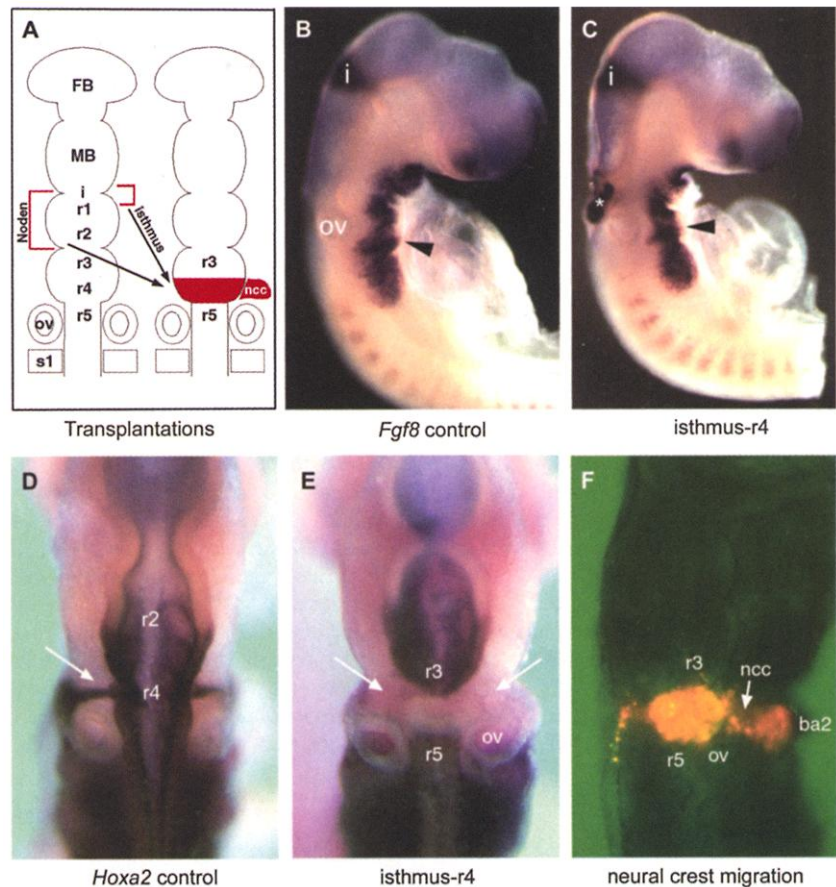 A
FB
MB
i
r1
r2
r3
r4
r5
ov
s1
Noden
isthmus
r3
ncc
r5
Transplantations
B
i
ov
Fgf8 control
C
i
*
isthmus-r4
D
r2
r4
Hoxa2 control
E
r3
r5
ov
isthmus-r4
F
r3
ncc
ba2
r5
ov
neural crest migration